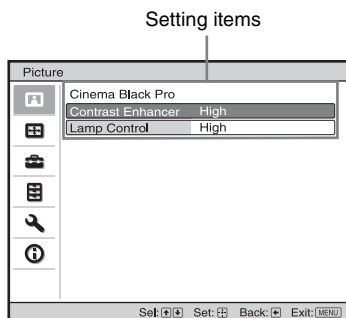 Setting items
Picture
Cinema Black Pro
Contrast Enhancer High
Lamp Control High
Sel: Set: Back: Exit: MENU